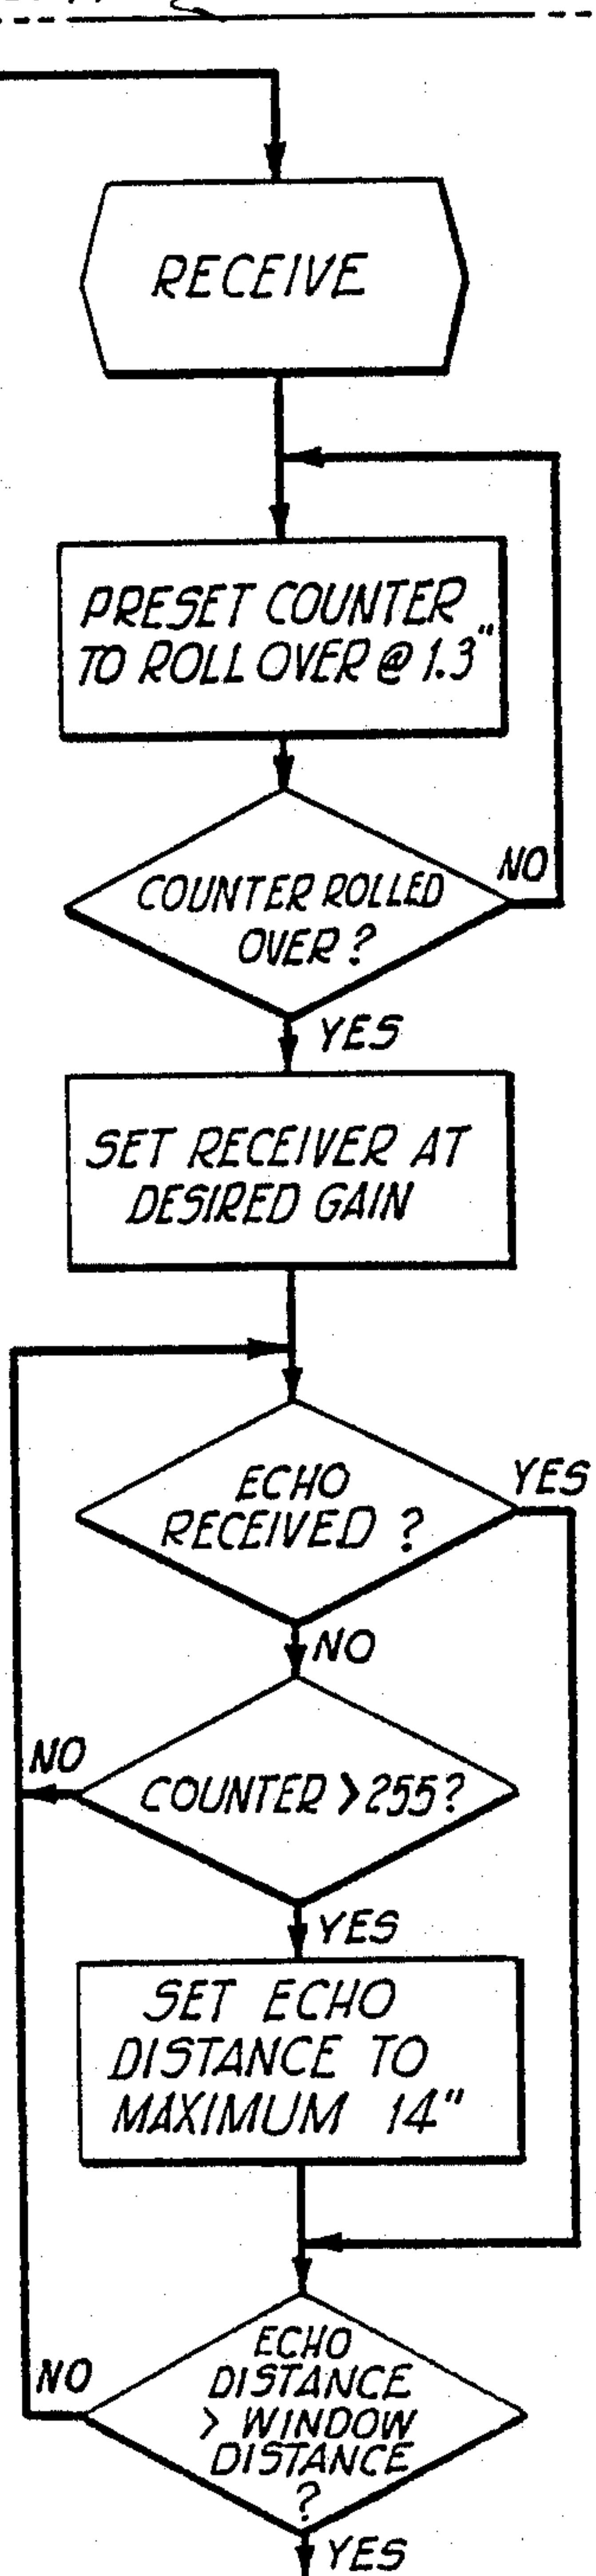 RECEIVE
PRESET COUNTER
TO ROLL OVER @ 1.3"
NO
COUNTER ROLLED
OVER ?
YES
SET RECEIVER AT
DESIRED GAIN
ECHO
RECEIVED ?
YES
NO
NO
COUNTER > 255?
YES
SET ECHO
DISTANCE TO
MAXIMUM 14"
NO
ECHO
DISTANCE
> WINDOW
DISTANCE
?
YES